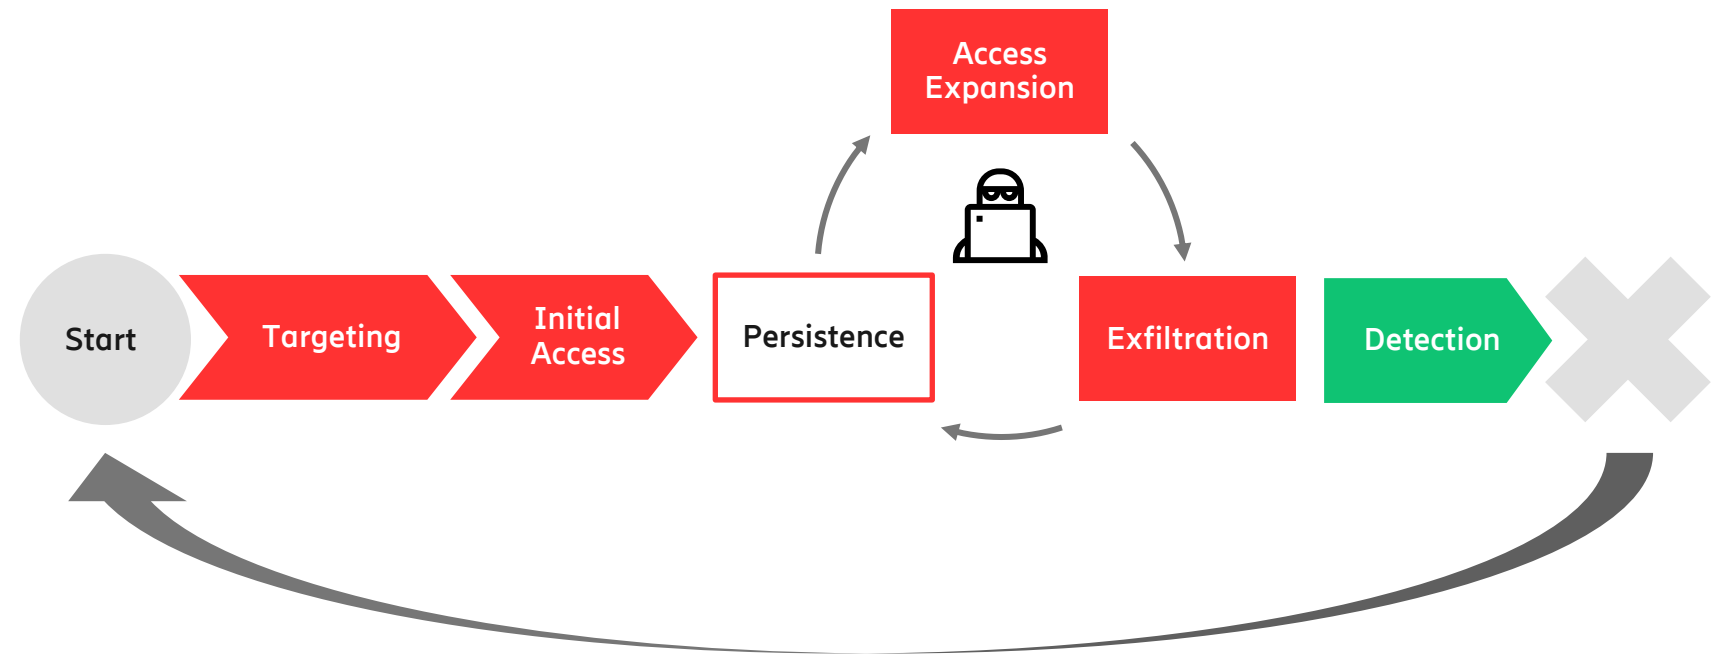 Access
Expansion
Start
Targeting
Initial
Access
Persistence
Exfiltration
Detection